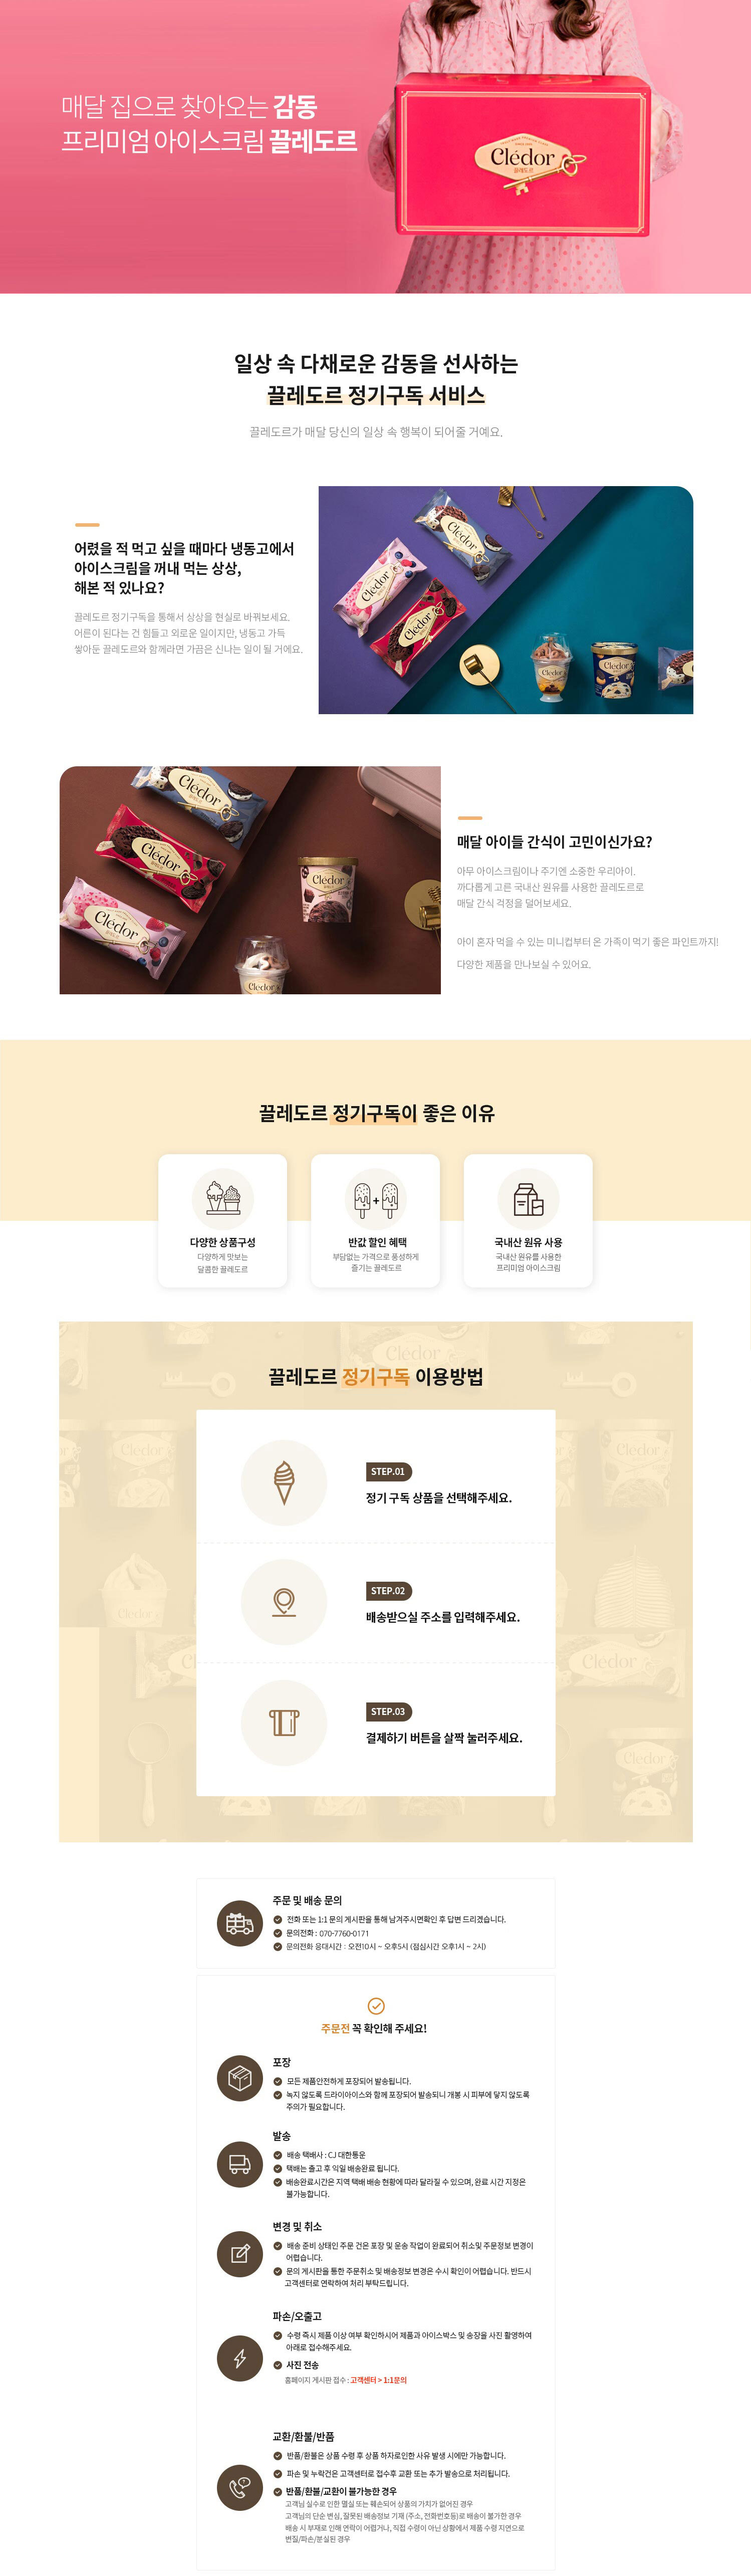 매달 집으로 찾아오는 감동
프리미엄 아이스크림 끌레도르
Clédor
끌레도르
일상 속 다채로운 감동을 선사하는
끌레도르 정기구독 서비스
끌레도르가 매달 당신의 일상 속 행복이 되어줄 거예요.
어렸을 적 먹고 싶을 때마다 냉동고에서
아이스크림을 꺼내 먹는 상상,
해본 적 있나요?
끌레도르 정기구독을 통해서 상상을 현실로 바꿔보세요.
어른이 된다는 건 힘들고 외로운 일이지만, 냉동고 가득
쌓아둔 끌레도르와 함께라면 가끔은 신나는 일이 될 거에요.
Clédor
Clédor
Clédor
Clédor
Clédor
Clédor
Clédor
Clédor
Clédor
Clédor
매달 아이들 간식이 고민이신가요?
아무 아이스크림이나 주기엔 소중한 우리아이.
까다롭게 고른 국내산 원유를 사용한 끌레도르로
매달 간식 걱정을 덜어보세요.
아이 혼자 먹을 수 있는 미니컵부터 온 가족이 먹기 좋은 파인트까지!
다양한 제품을 만나보실 수 있어요.
끌레도르 정기구독이 좋은 이유
다양한 상품구성
다양하게 맛보는
달콤한 끌레도르
반값 할인 혜택
부담없는 가격으로 풍성하게
즐기는 끌레도르
국내산 원유 사용
국내산 원유를 사용한
프리미엄 아이스크림
Clédor
끌레도르 정기구독 이용방법
Clédor
Clédor
STEP.01
정기 구독 상품을 선택해주세요.
STEP.02
배송받으실 주소를 입력해주세요.
Clédor
STEP.03
결제하기 버튼을 살짝 눌러주세요.
Clédor
주문 및 배송 문의
전화 또는 1:1 문의 게시판을 통해 남겨주시면확인 후 답변 드리겠습니다.
문의전화 : 070-7760-0171
문의전화 응대시간 : 오전10시 ~ 오후5시 (점심시간 오후1시 ~ 2시)
주문전 꼭 확인해 주세요!
포장
모든 제품안전하게 포장되어 발송됩니다.
녹지 않도록 드라이아이스와 함께 포장되어 발송되니 개봉 시 피부에 닿지 않도록
주의가 필요합니다.
발송
배송 택배사 : CJ 대한통운
택배는 출고 후 익일 배송완료 됩니다.
배송완료시간은 지역 택배 배송 현황에 따라 달라질 수 있으며, 완료 시간 지정은
불가능합니다.
변경 및 취소
배송 준비 상태인 주문 건은 포장 및 운송 작업이 완료되어 취소및 주문정보 변경이
어렵습니다.
문의 게시판을 통한 주문취소 및 배송정보 변경은 수시 확인이 어렵습니다. 반드시
고객센터로 연락하여 처리 부탁드립니다.
파손/오출고
수령 즉시 제품 이상 여부 확인하시어 제품과 아이스박스 및 송장을 사진 촬영하여
아래로 접수해주세요.
사진 전송
홈페이지 게시판 접수 : 고객센터 > 1:1문의
교환/환불/반품
반품/환불은 상품 수령 후 상품 하자로인한 사유 발생 시에만 가능합니다.
파손 및 누락건은 고객센터로 접수후 교환 또는 추가 발송으로 처리됩니다.
반품/환불/교환이 불가능한 경우
고객님 실수로 인한 멸실 또는 훼손되어 상품의 가치가 없어진 경우
고객님의 단순 변심, 잘못된 배송정보 기재 (주소, 전화번호등)로 배송이 불가한 경우
배송 시 부재로 인해 연락이 어렵거나, 직접 수령이 아닌 상황에서 제품 수령 지연으로
변질/파손/분실된 경우